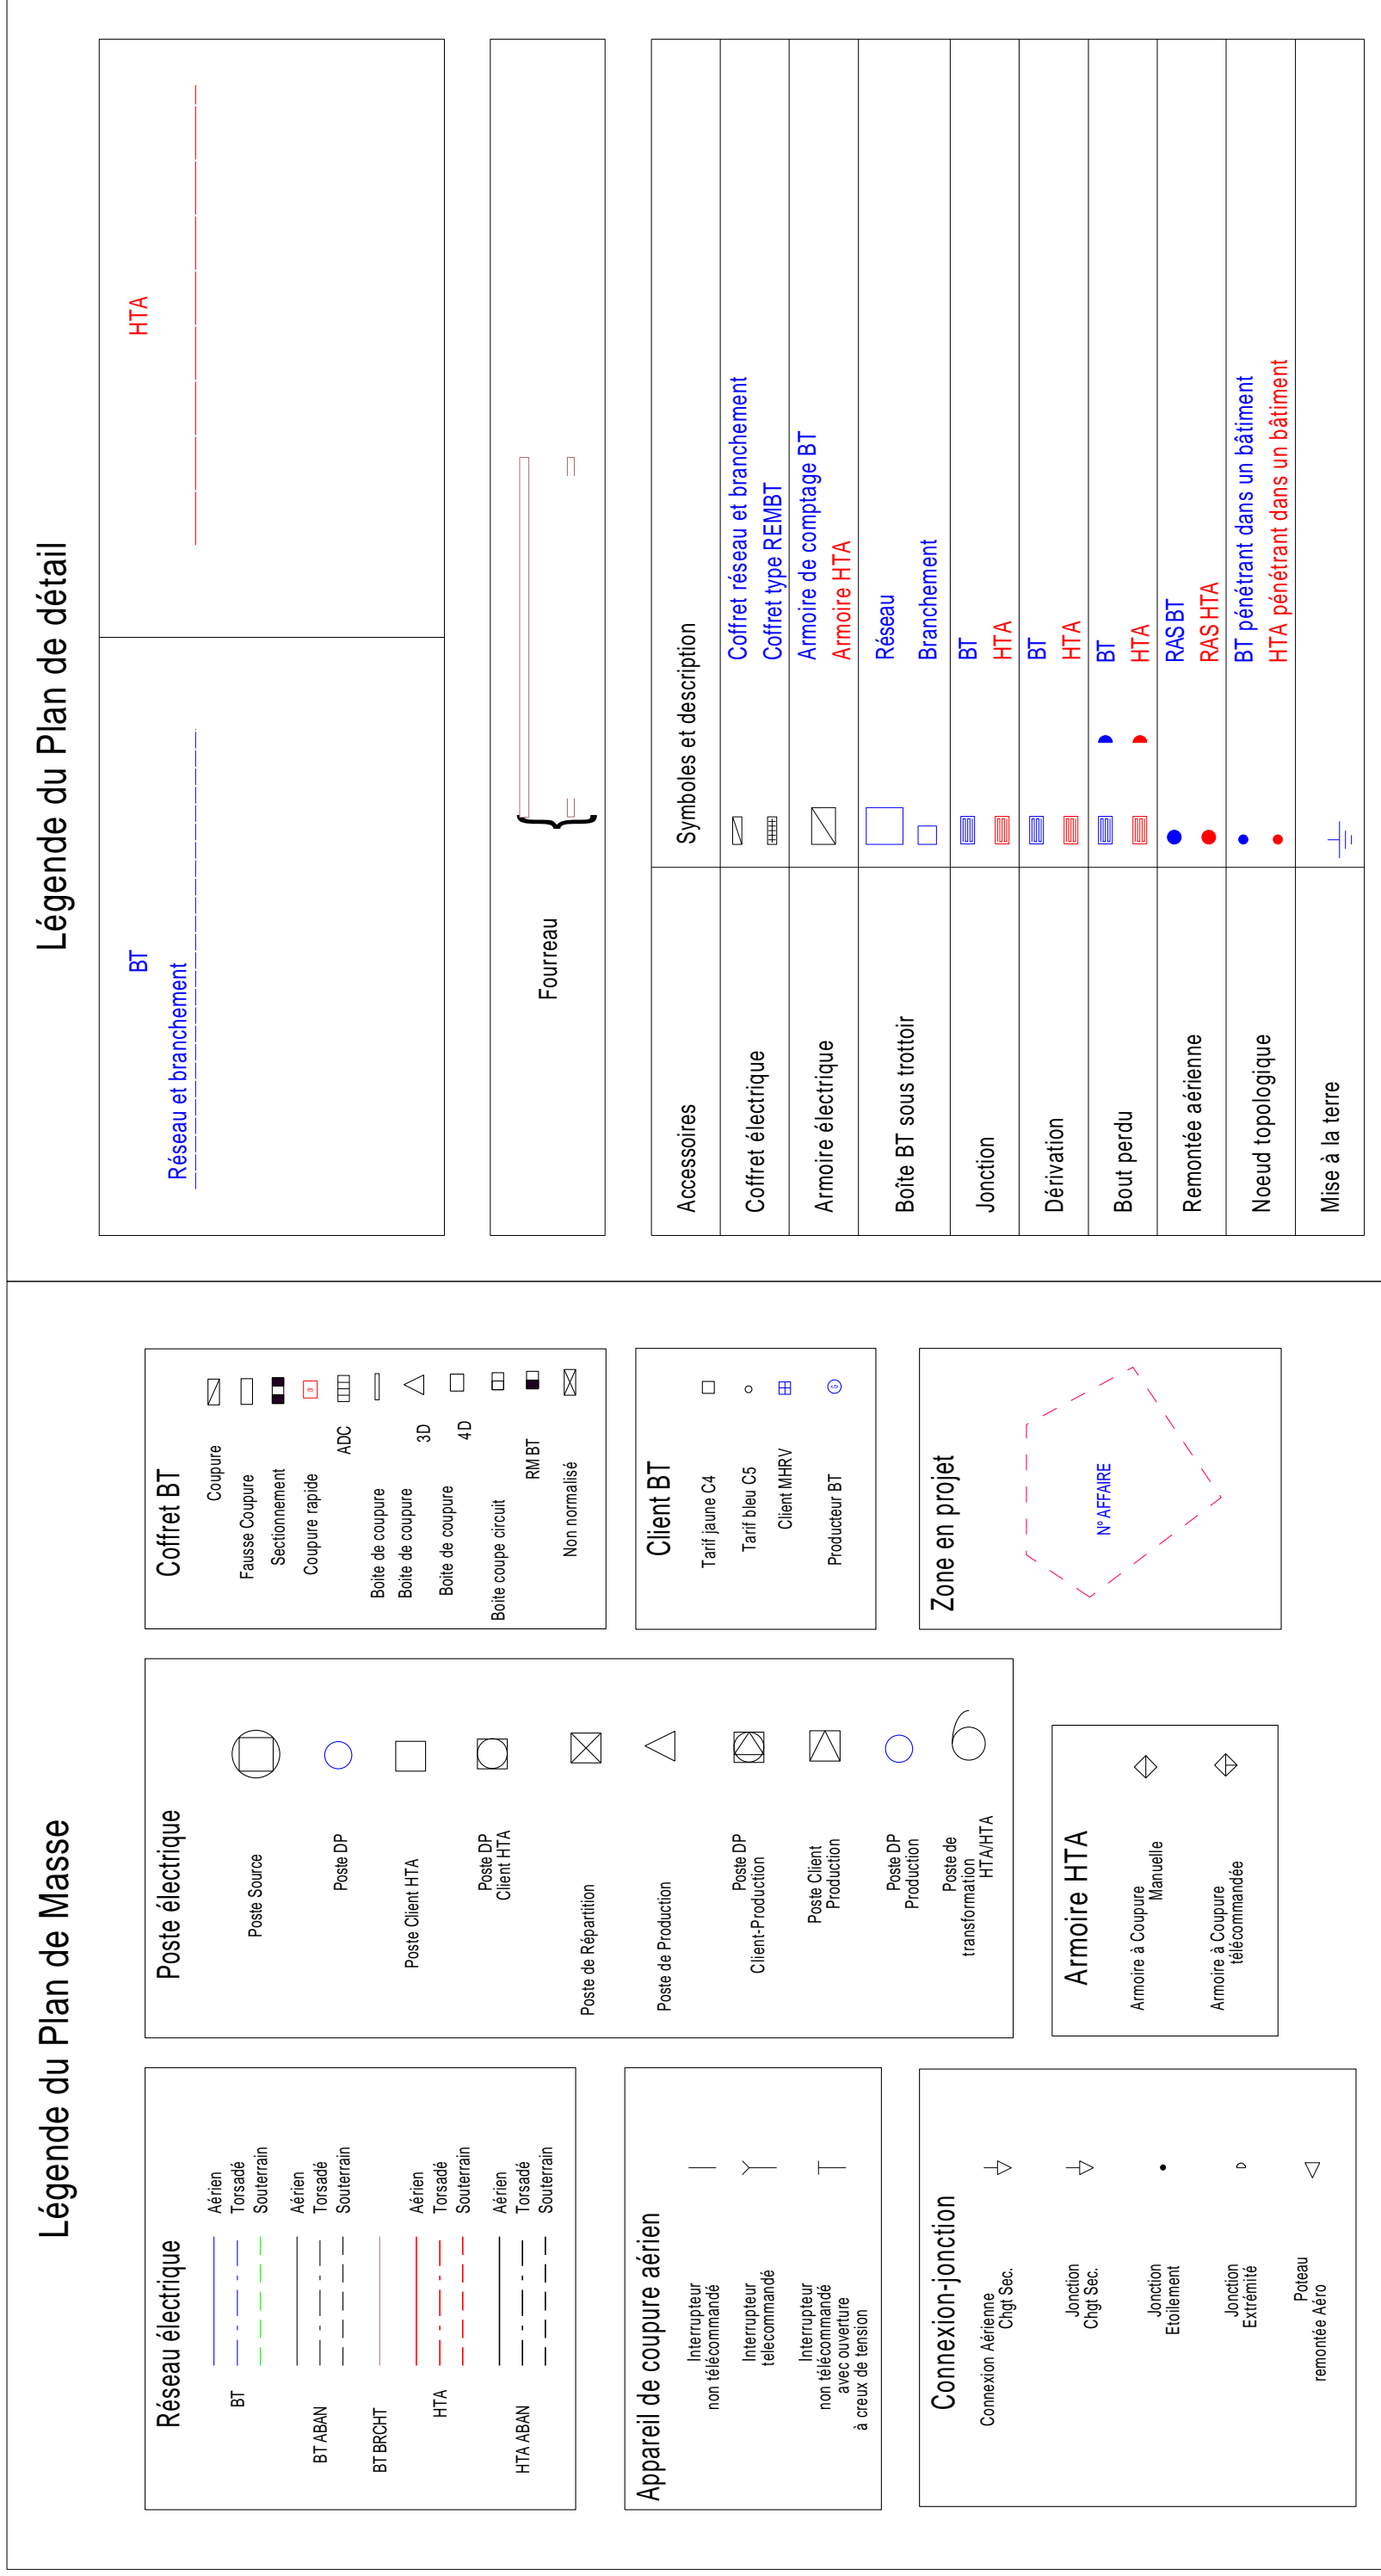 Légende du Plan de Masse
Réseau électrique
BT
Aérien
Torsadé
Souterrain
BT ABAN
Aérien
Torsadé
Souterrain
BT BRCHT
HTA
Aérien
Torsadé
Souterrain
HTA ABAN
Aérien
Torsadé
Souterrain
Appareil de coupure aérien
Interrupteur
non télécommandé
Interrupteur
telecommandé
Interrupteur
non télécommandé
avec ouverture
à creux de tension
Connexion-jonction
Connexion Aérienne
Chgt Sec.
Jonction
Chgt Sec.
Jonction
Etoilement
Jonction
Extrémité
Poteau
remontée Aéro
Poste électrique
Poste Source
Poste DP
Poste Client HTA
Poste DP
Client HTA
Poste de Répartition
Poste de Production
Poste DP
Client-Production
Poste Client
Production
Poste DP
Production
Poste de
transformation
HTA/HTA
Armoire HTA
Armoire à Coupure
Manuelle
Armoire à Coupure
télécommandée
Coffret BT
Coupure
Fausse Coupure
Sectionnement
Coupure rapide
ADC
Boite de coupure
Boite de coupure
3D
Boite de coupure
4D
Boite coupe circuit
RM BT
Non normalisé
Client BT
Tarif jaune C4
Tarif bleu C5
Client MHRV
Producteur BT
Zone en projet
N° AFFAIRE
Légende du Plan de détail
BT
Réseau et branchement
HTA
Fourreau
Accessoires
Symboles et description
Coffret électrique
Coffret réseau et branchement
Coffret type REMBT
Armoire électrique
Armoire de comptage BT
Armoire HTA
Boîte BT sous trottoir
Réseau
Branchement
Jonction
BT
HTA
Dérivation
BT
HTA
Bout perdu
BT
HTA
Remontée aérienne
RAS BT
RAS HTA
Noeud topologique
BT pénétrant dans un bâtiment
HTA pénétrant dans un bâtiment
Mise à la terre